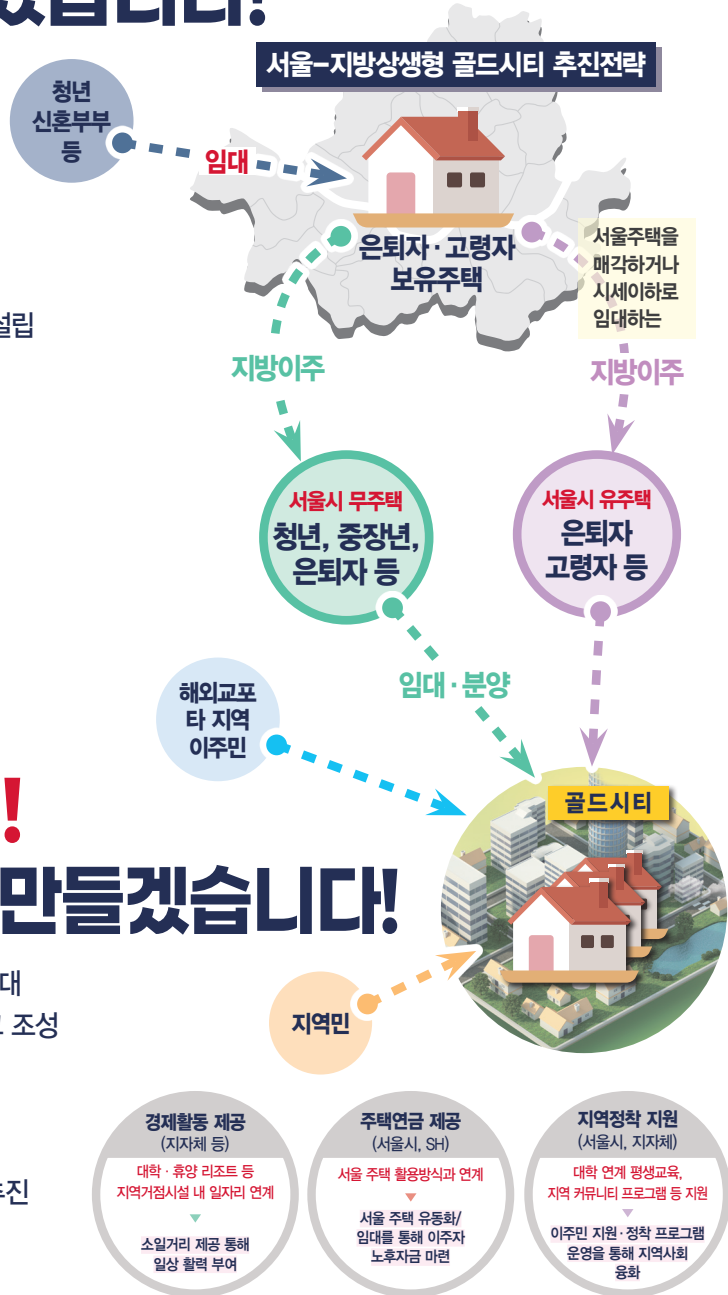 겠습니다!
서울-지방상생형 골드시티 추진전략
청년
신혼부부
등
임대
은퇴자·고령자
보유주택
서울주택을
매각하거나
시세이하로
임대하는
설립
지방이주
지방이주
서울시 무주택
청년, 중장년,
은퇴자 등
서울시 유주택
은퇴자
고령자 등
임대·분양
해외교포
타 지역
이주민
골드시티
!
만들겠습니다!
대
조성
지역민
추진
경제활동 제공
(지자체 등)
대학·휴양 리조트 등
지역거점시설 내 일자리 연계
소일거리 제공 통해
일상 활력 부여
주택연금 제공
(서울시, SH)
서울 주택 활용방식과 연계
서울 주택 유동화/
임대를 통해 이주자
노후자금 마련
지역정착 지원
(서울시, 지자체)
대학 연계 평생교육,
지역 커뮤니티 프로그램 등 지원
이주민 지원·정착 프로그램
운영을 통해 지역사회
융화